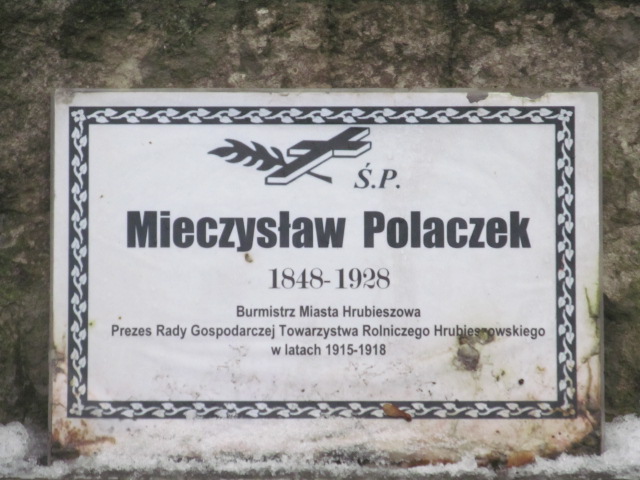 Ś.P.
Mieczysław Polaczek
1848-1928
Burmistrz Miasta Hrubieszowa
Prezes Rady Gospodarczej Towarzystwa Rolniczego Hrubieszowskiego
w latach 1915-1918